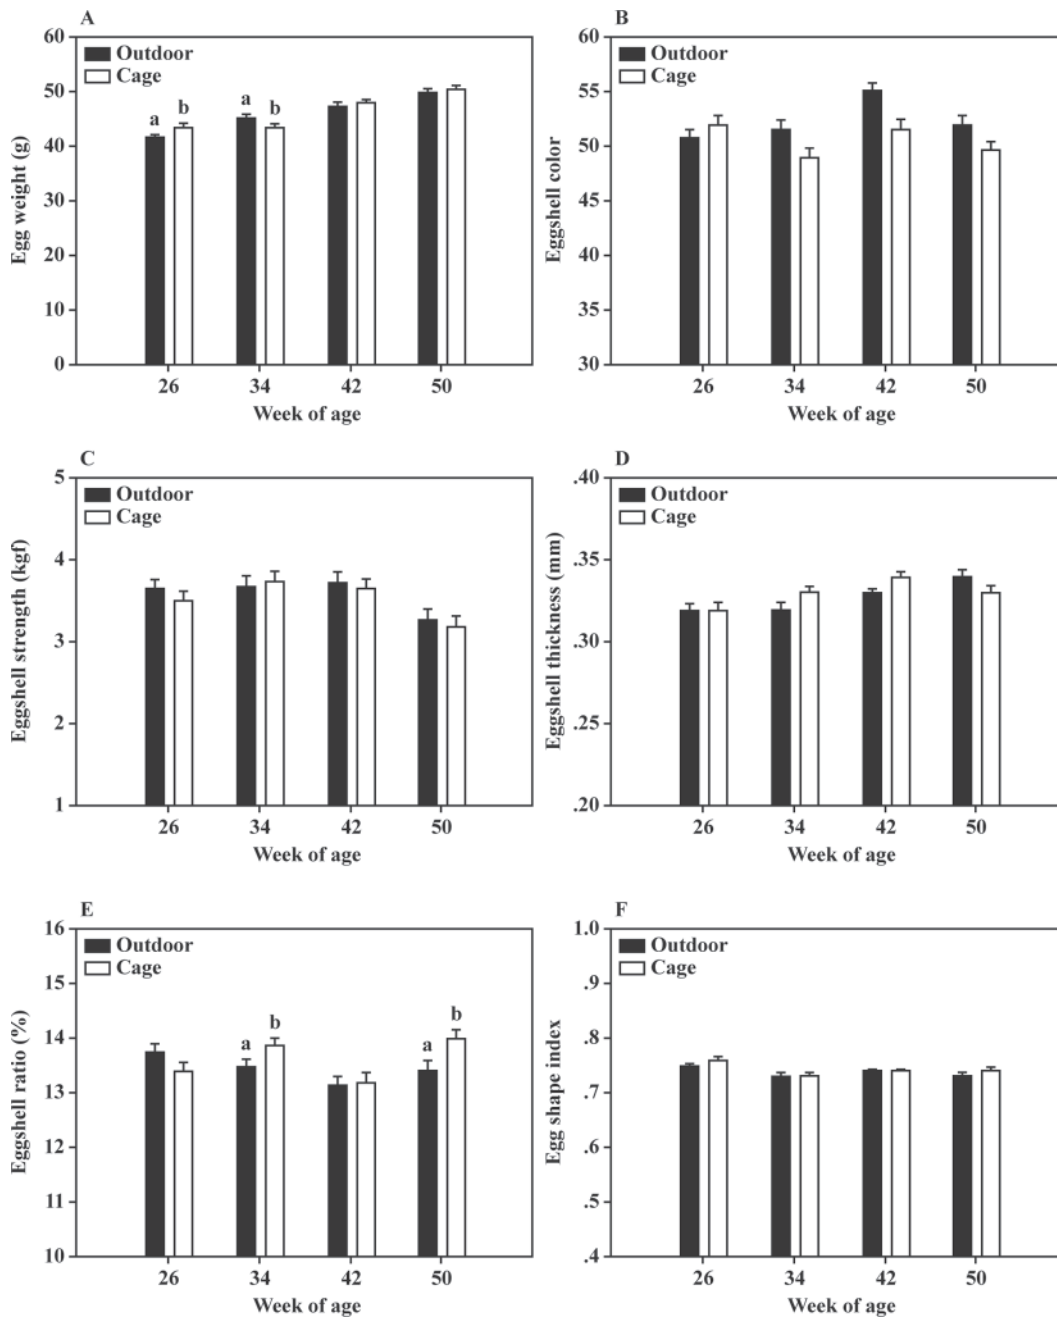 A
60
50
40
30
20
10
0
Egg weight (g)
Outdoor
Cage
a b a b
26 34 42 50
Week of age
B
60
55
50
45
50
35
30
Eggshell color
Outdoor
Cage
26 34 42 50
Week of age
C
5
4
3
2
1
Eggshell strength (kgf)
Outdoor
Cage
26 34 42 50
Week of age
D
.40
.35
.30
.25
.20
Eggshell thickness (mm)
Outdoor
Cage
26 34 42 50
Week of age
E
16
15
14
13
12
11
10
Eggshell ratio (%)
Outdoor
Cage
a b a b
26 34 42 50
Week of age
F
1.0
.9
.8
.7
.6
.5
.4
Egg shape index
Outdoor
Cage
26 34 42 50
Week of age